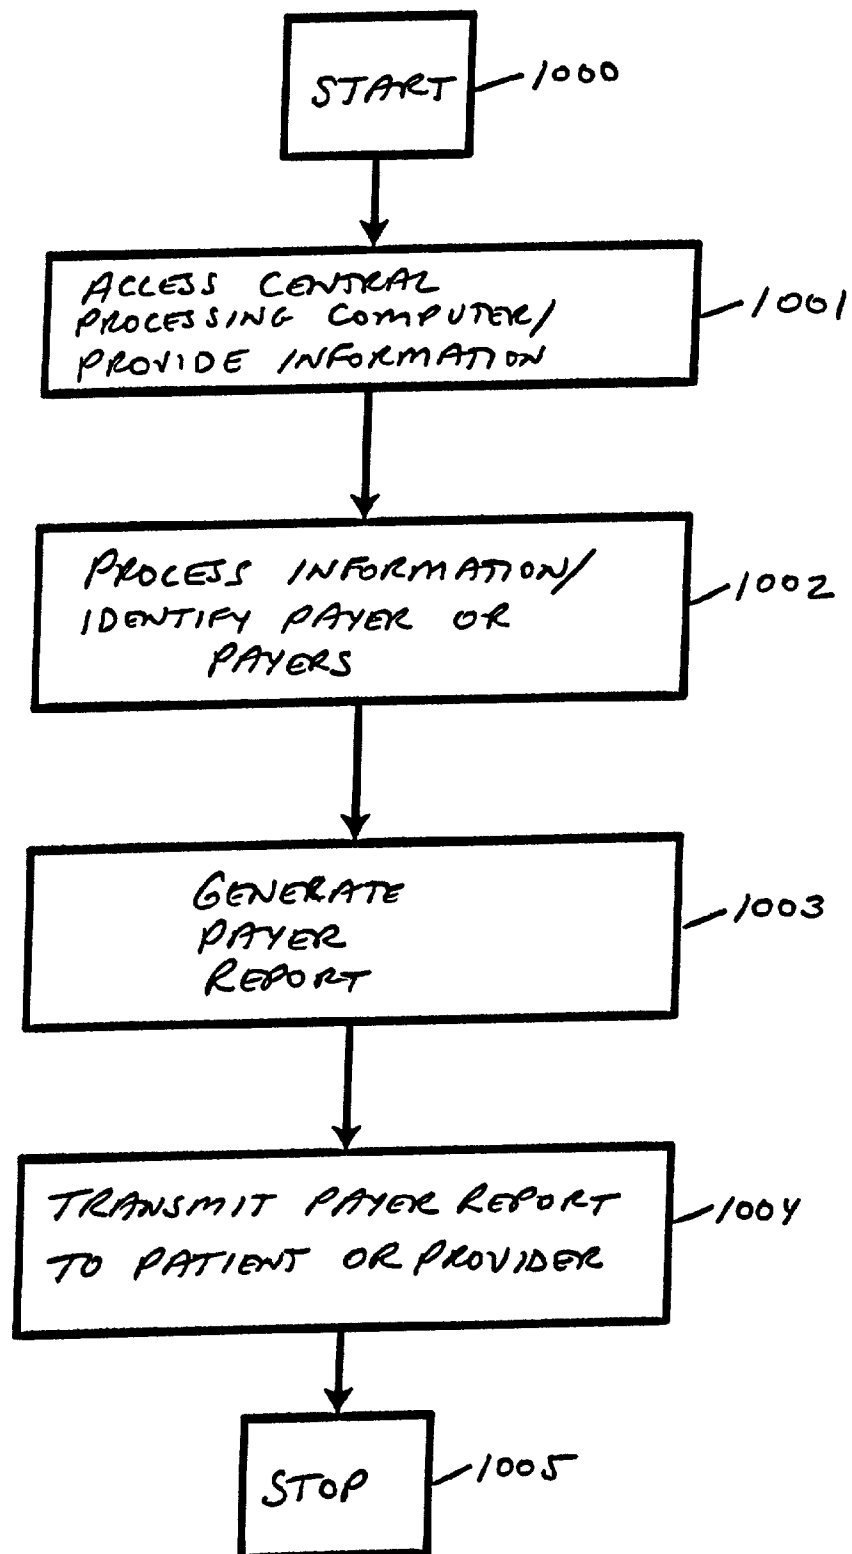 START
1000
ACCESS CENTRAL
PROCESSING COMPUTER/
PROVIDE INFORMATION
1001
PROCESS INFORMATION/
IDENTIFY PAYER OR
PAYERS
1002
GENERATE
PAYER
REPORT
1003
TRANSMIT PAYER REPORT
TO PATIENT OR PROVIDER
1004
STOP
1005